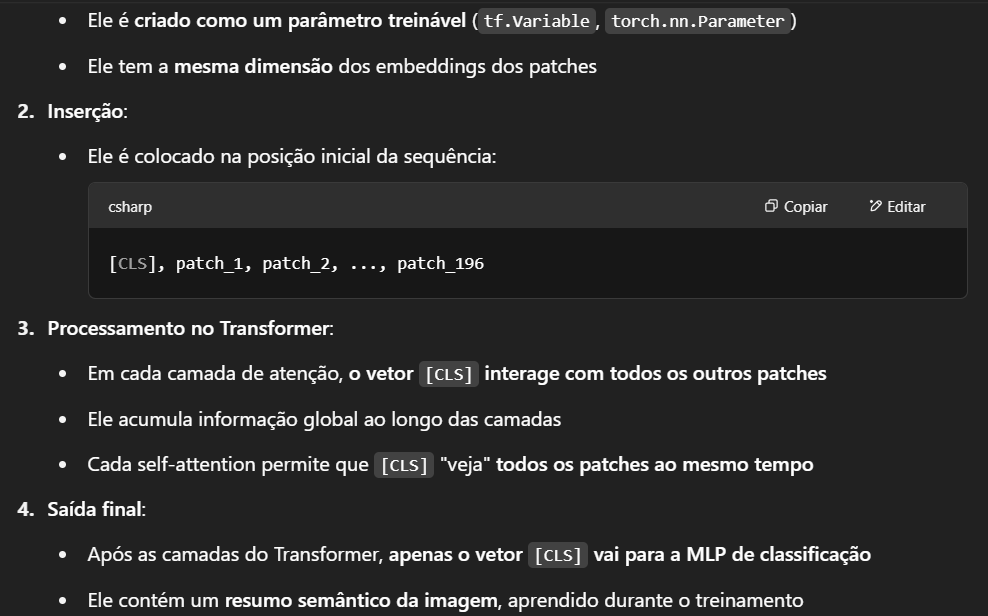 • Ele é criado como um parâmetro treinável (tf.Variable, torch.nn.Parameter)
• Ele tem a mesma dimensão dos embeddings dos patches
2. Inserção:
• Ele é colocado na posição inicial da sequência:
csharp Copiar Editar
[CLS], patch_1, patch_2, ..., patch_196
3. Processamento no Transformer:
• Em cada camada de atenção, o vetor [CLS] interage com todos os outros patches
• Ele acumula informação global ao longo das camadas
• Cada self-attention permite que [CLS] "veja" todos os patches ao mesmo tempo
4. Saída final:
• Após as camadas do Transformer, apenas o vetor [CLS] vai para a MLP de classificação
• Ele contém um resumo semântico da imagem, aprendido durante o treinamento